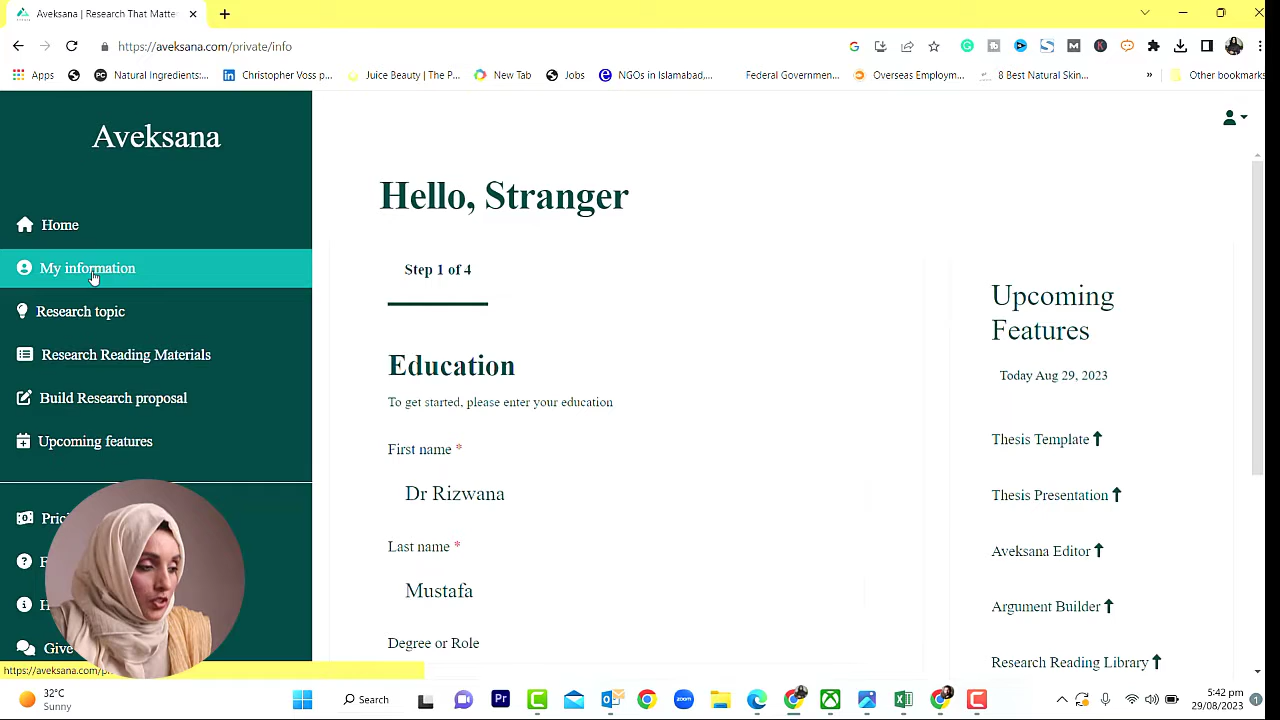 Aveksana | Research That Matte
https://aveksana.com/private/info
Apps
Natural Ingredients:...
Christopher Voss p...
Juice Beauty | The P...
New Tab
Jobs
NGOs in Islamabad,...
Federal Governmen...
Overseas Employm...
8 Best Natural Skin...
»
Other bookmarks
Aveksana
Home
My information
Research topic
Research Reading Materials
Build Research proposal
Upcoming features
Give
https://aveksana.com/p
Hello, Stranger
Step 1 of 4
Education
To get started, please enter your education
First name *
Dr Rizwana
Last name *
Mustafa
Degree or Role
Upcoming
Features
Today Aug 29, 2023
Thesis Template
Thesis Presentation
Aveksana Editor
Argument Builder
Research Reading Library
32°C
Sunny
Search
5:42 pm
29/08/2023